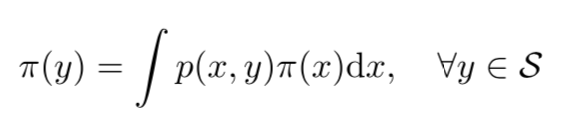 π(y) = ∫ p(x, y)π(x)dx, ∀y ∈ 𝒮